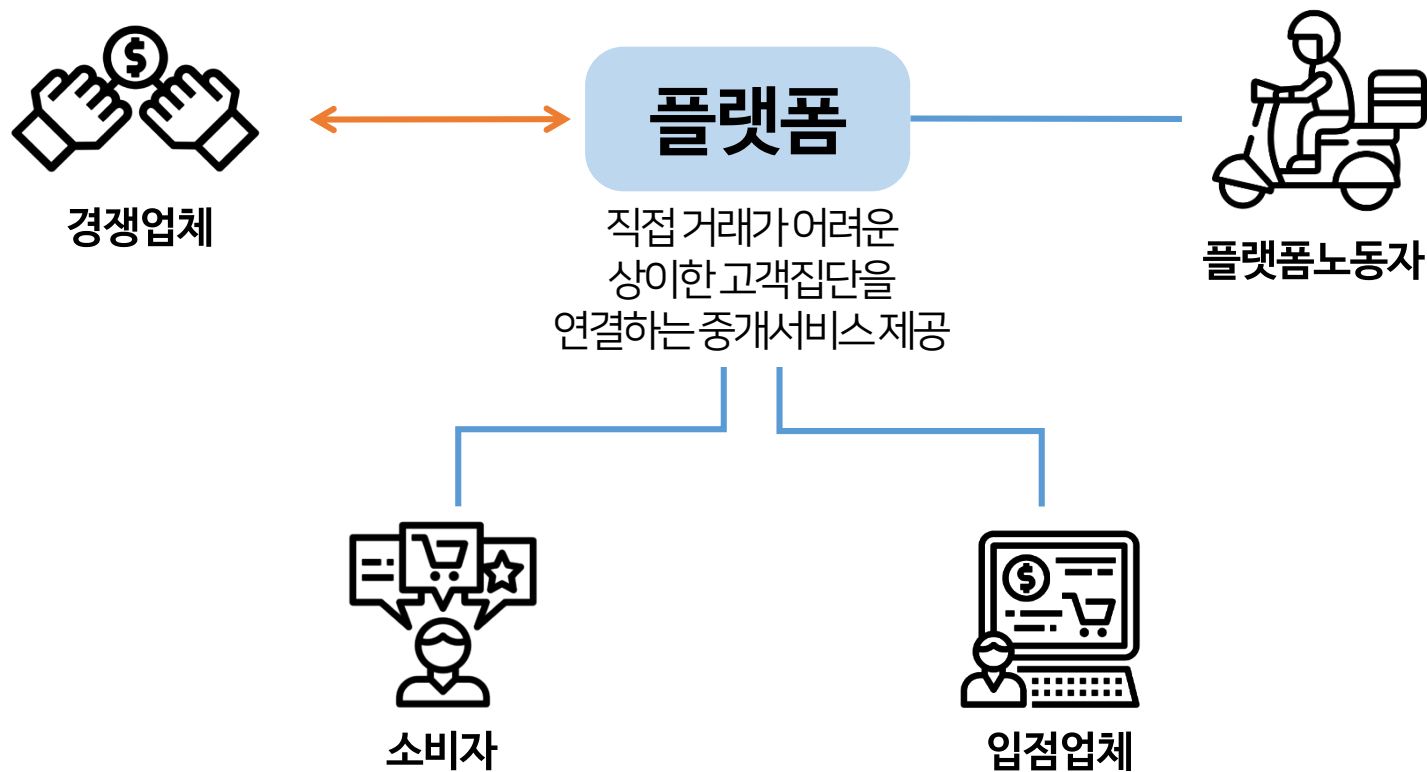 플랫폼
경쟁업체
플랫폼노동자
직접 거래가 어려운
상이한 고객집단을
연결하는 중개서비스 제공
소비자
입점업체